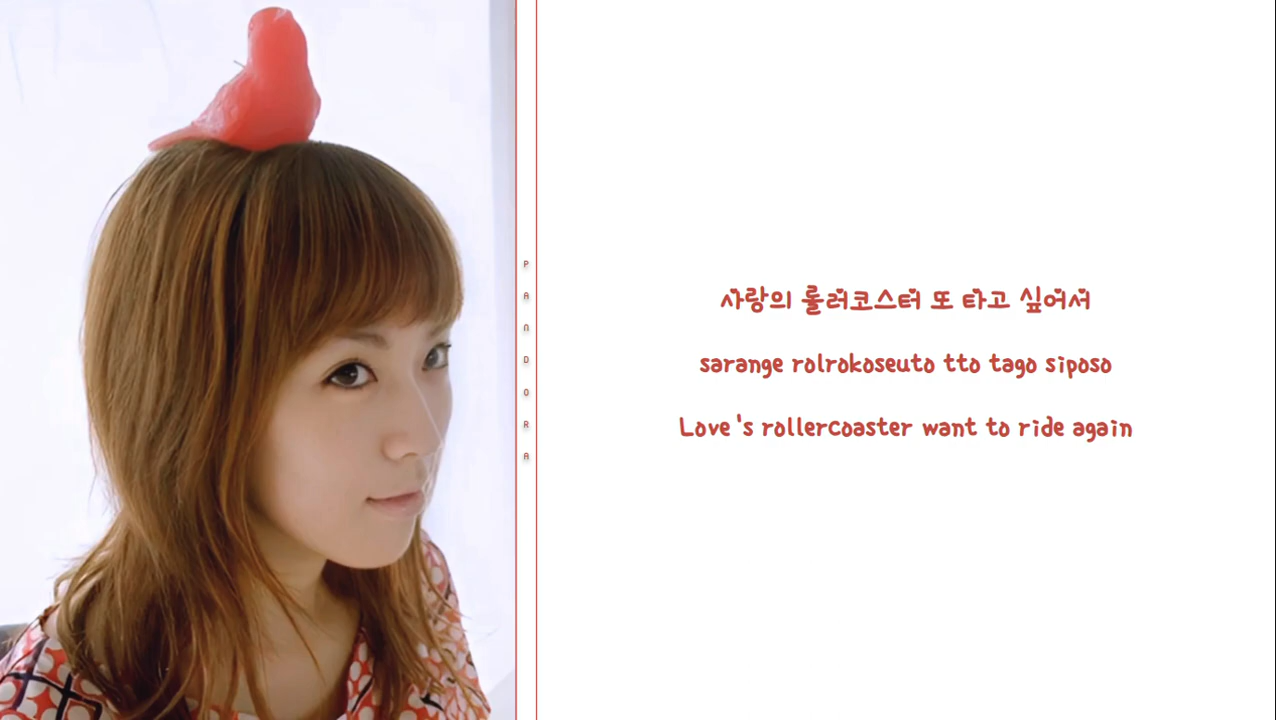 PANDORA
사랑의 롤러코스터 또 타고 싶어서
sarange rolrokoseuto tto tago siposo
Love's rollercoaster want to ride again